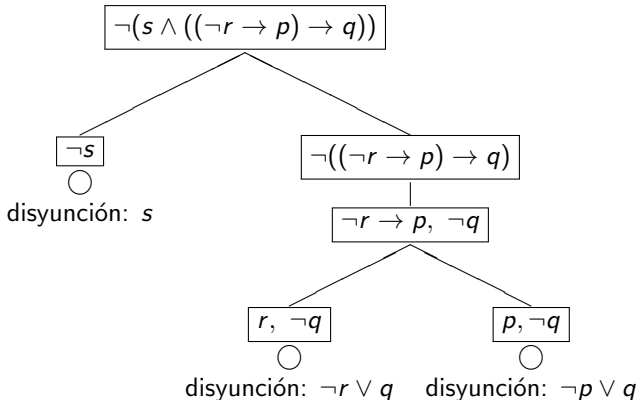 ¬(s ∧ ((¬r → p) → q))
¬s
¬((¬r → p) → q)
disyunción: s
¬r → p, ¬q
r, ¬q
p, ¬q
disyunción: ¬r ∨ q
disyunción: ¬p ∨ q